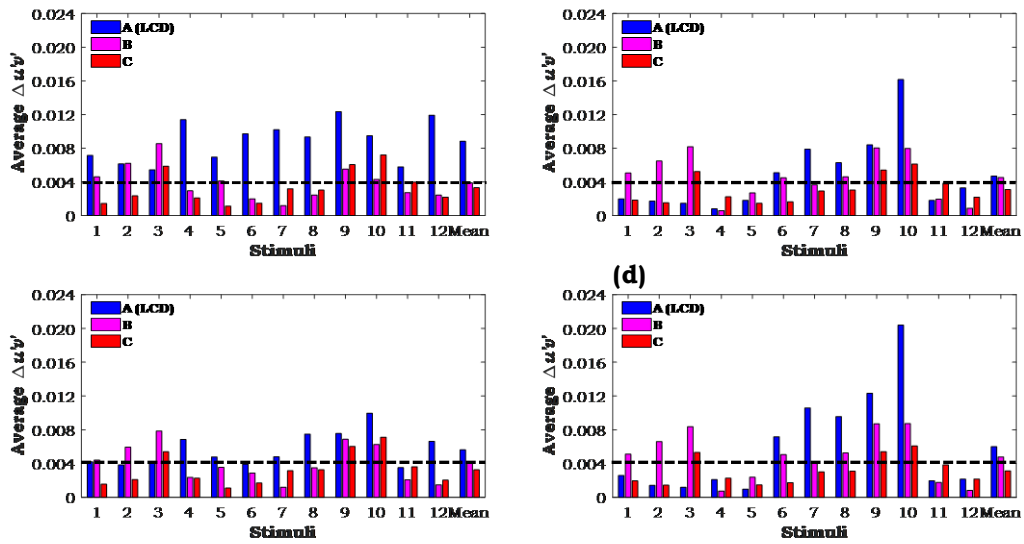 0.024
0.020
0.016
0.012
0.008
0.004
0
Average Δu'v'
A (LCD)
B
C
1 2 3 4 5 6 7 8 9 10 11 12 Mean
Stimuli
0.024
0.020
0.016
0.012
0.008
0.004
0
Average Δu'v'
A (LCD)
B
C
1 2 3 4 5 6 7 8 9 10 11 12 Mean
Stimuli
0.024
0.020
0.016
0.012
0.008
0.004
0
Average Δu'v'
A (LCD)
B
C
1 2 3 4 5 6 7 8 9 10 11 12 Mean
Stimuli
(d)
0.024
0.020
0.016
0.012
0.008
0.004
0
Average Δu'v'
A (LCD)
B
C
1 2 3 4 5 6 7 8 9 10 11 12 Mean
Stimuli